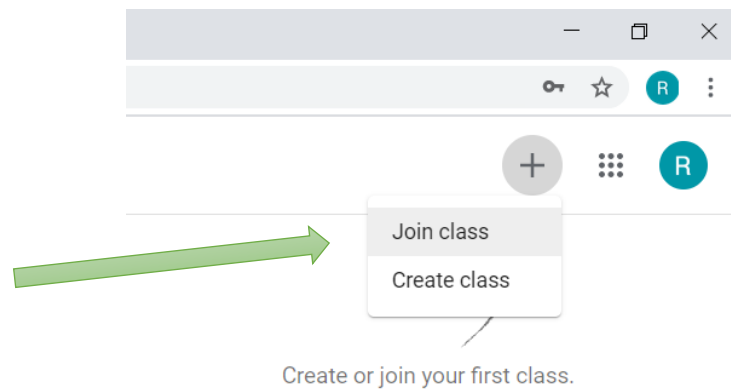 R
R
Join class
Create class
Create or join your first class.